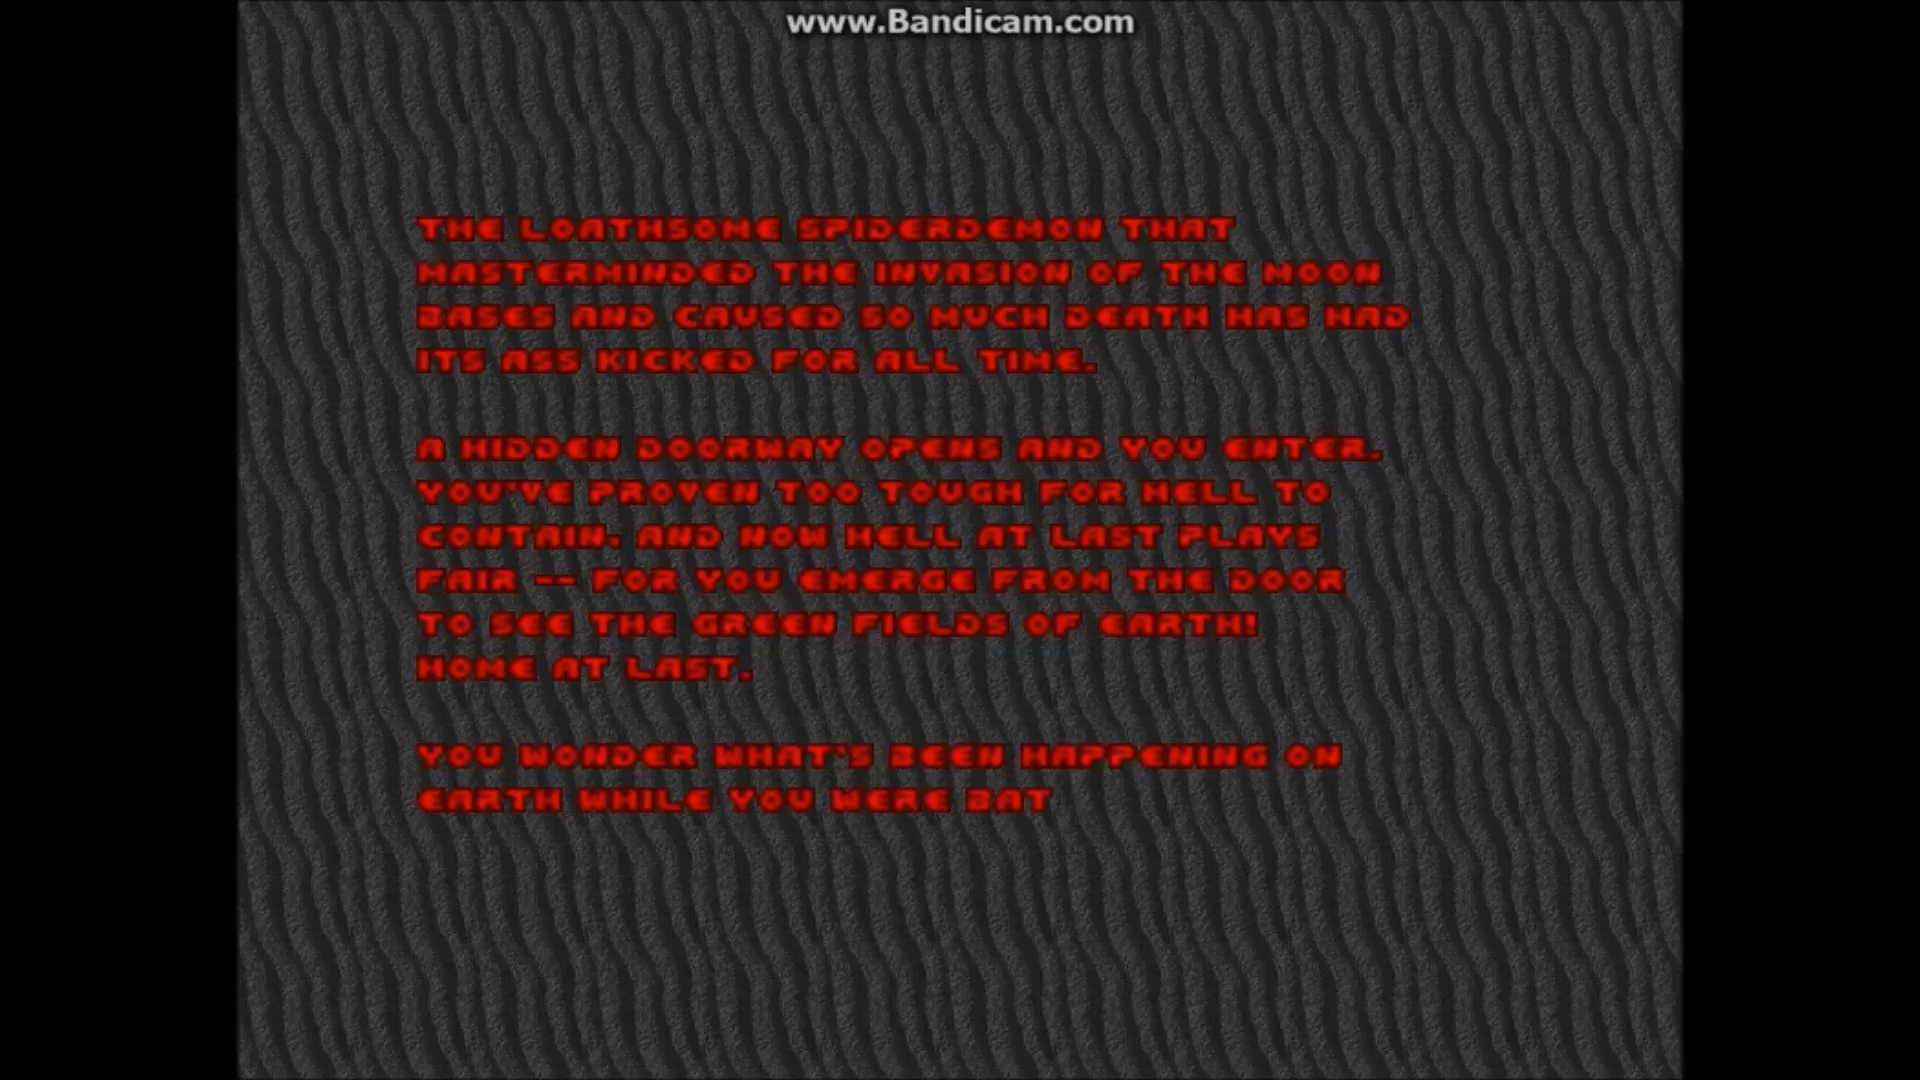 www.Bandicam.com
THE LOATHSOME SPIDERDEMON THAT
MASTERMINDED THE INVASION OF THE MOON
BASES AND CAUSED SO MUCH DEATH HAS HAD
ITS ASS KICKED FOR ALL TIME.
A HIDDEN DOORWAY OPENS AND YOU ENTER.
YOU'VE PROVEN TOO TOUGH FOR HELL TO
CONTAIN, AND NOW HELL AT LAST PLAYS
FAIR -- FOR YOU EMERGE FROM THE DOOR
TO SEE THE GREEN FIELDS OF EARTH!
HOME AT LAST.
YOU WONDER WHAT'S BEEN HAPPENING ON
EARTH WHILE YOU WERE BAT